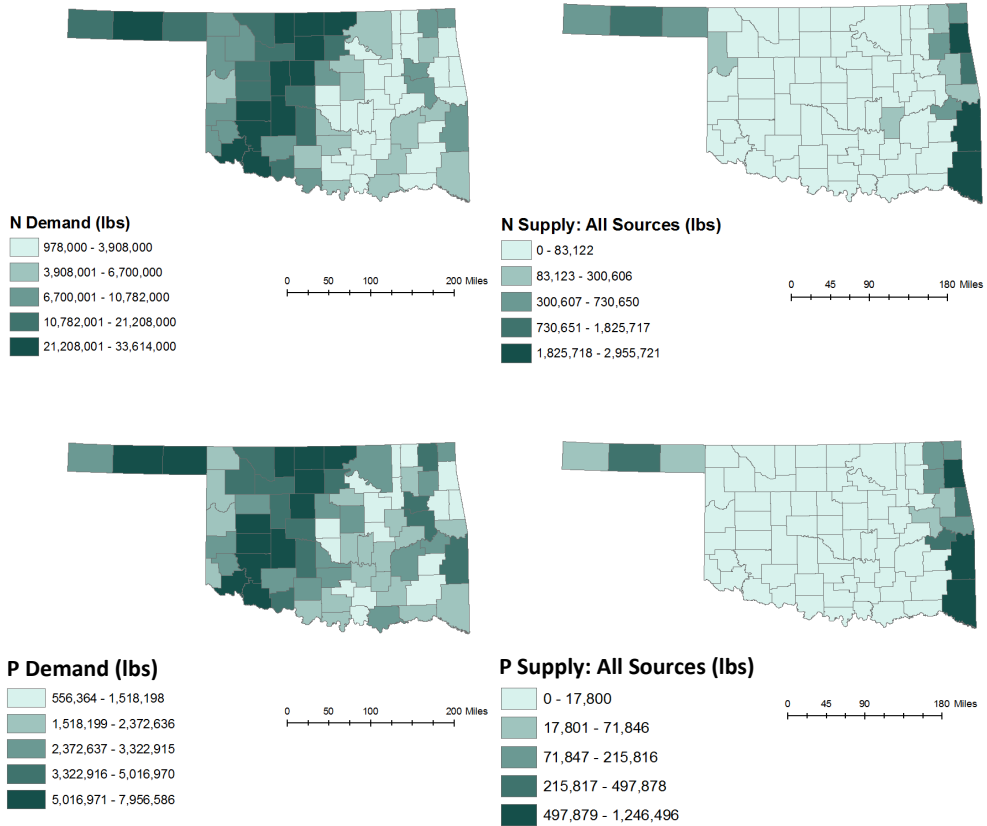 N Demand (lbs)
978,000 - 3,908,000
3,908,001 - 6,700,000
6,700,001 - 10,782,000
10,782,001 - 21,208,000
21,208,001 - 33,614,000
0 50 100 200 Miles
N Supply: All Sources (lbs)
0 - 83,122
83,123 - 300,606
300,607 - 730,650
730,651 - 1,825,717
1,825,718 - 2,955,721
0 45 90 180 Miles
P Demand (lbs)
556,364 - 1,518,198
1,518,199 - 2,372,636
2,372,637 - 3,322,915
3,322,916 - 5,016,970
5,016,971 - 7,956,586
0 50 100 200 Miles
P Supply: All Sources (lbs)
0 - 17,800
17,801 - 71,846
71,847 - 215,816
215,817 - 497,878
497,879 - 1,246,496
0 45 90 180 Miles